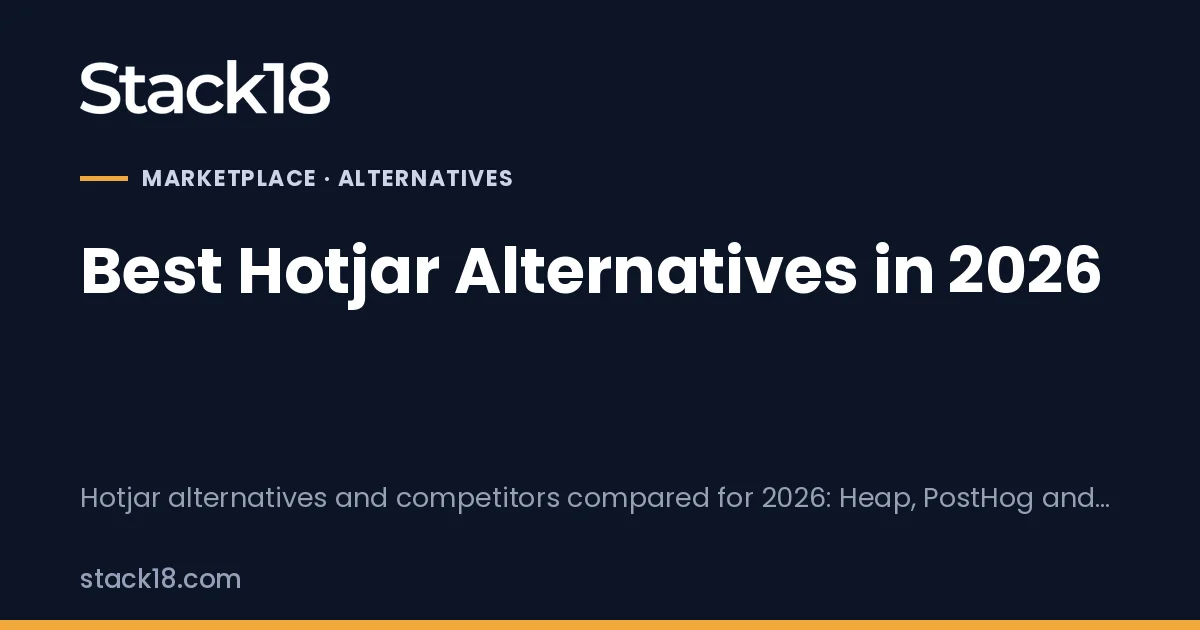 Stack18
MARKETPLACE · ALTERNATIVES
Best Hotjar Alternatives in 2026
Hotjar alternatives and competitors compared for 2026: Heap, PostHog and...
stack18.com